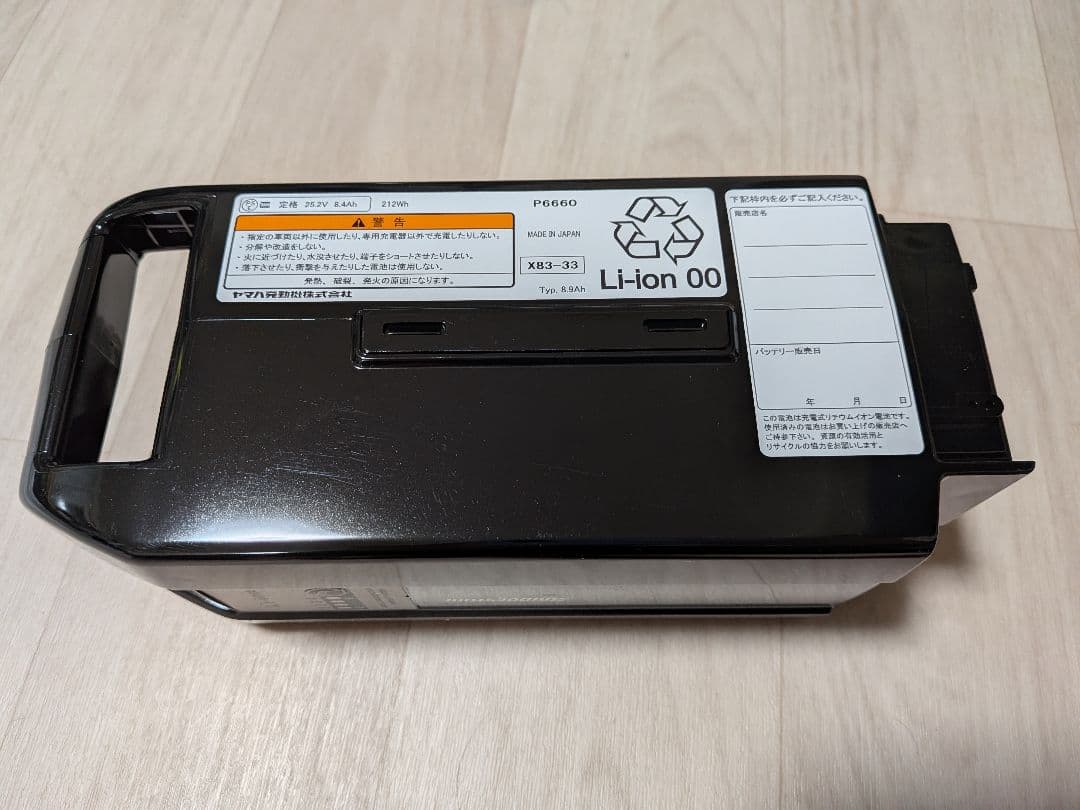 定格 25.2V 8.4Ah 212Wh
警告
・指定の車両以外に使用したり、専用充電器以外で充電したりしない。
・分解や改造をしない。
・火に近づけたり、水没させたり、端子をショートさせたりしない。
・落下させたり、衝撃を与えたりした電池は使用しない。
発熱、破裂、発火の原因になります。
ヤマハ発動機株式会社
P6660
MADE IN JAPAN
X83-33
Typ. 8.9Ah
Li-ion 00
下記枠内を必ずご記入ください。
販売店名
バッテリー販売日
年 月 日
この電池は充電式リチウムイオン電池です。
使用済みの電池はお買い上げの販売店へ
ご持参下さい。資源の有効活用と
リサイクルの協力をお願いします。